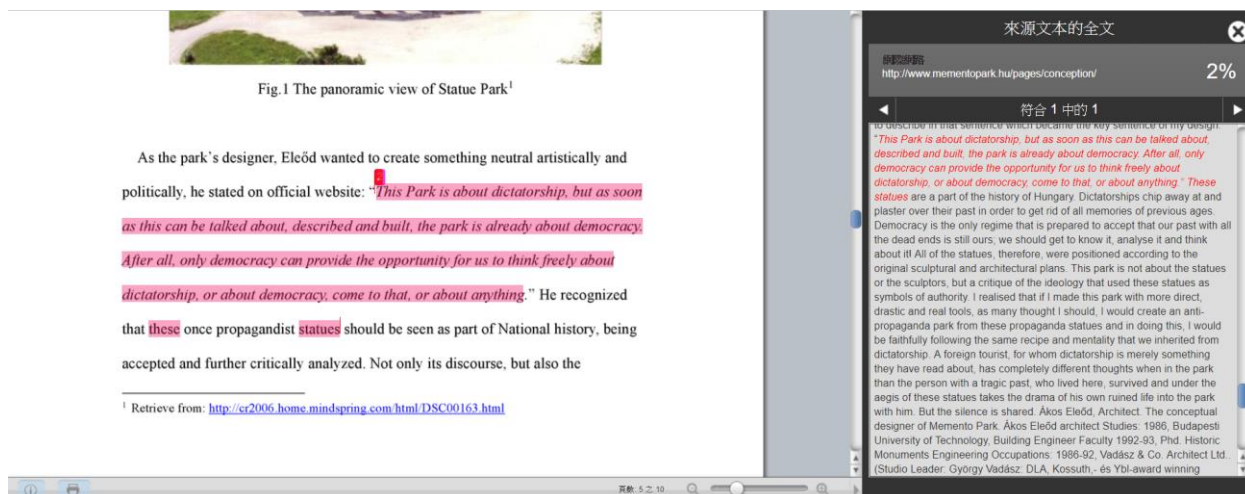 Fig.1 The panoramic view of Statue Park1
As the park's designer, Eleőd wanted to create something neutral artistically and
politically, he stated on official website: "This Park is about dictatorship, but as soon
as this can be talked about, described and built, the park is already about democracy.
After all, only democracy can provide the opportunity for us to think freely about
dictatorship, or about democracy, come to that, or about anything." He recognized
that these once propagandist statues should be seen as part of National history, being
accepted and further critically analyzed. Not only its discourse, but also the
1 Retrieve from: http://cr2006.home.mindspring.com/html/DSC00163.html
頁數: 5 之 10
來源文本的全文
網際網路
http://www.mementopark.hu/pages/conception/
2%
符合 1 中的 1
to describe in that sentence which became the key sentence of my design:
"This Park is about dictatorship, but as soon as this can be talked about,
described and built, the park is already about democracy. After all, only
democracy can provide the opportunity for us to think freely about
dictatorship, or about democracy, come to that, or about anything." These
statues are a part of the history of Hungary. Dictatorships chip away at and
plaster over their past in order to get rid of all memories of previous ages.
Democracy is the only regime that is prepared to accept that our past with all
the dead ends is still ours; we should get to know it, analyse it and think
about it! All of the statues, therefore, were positioned according to the
original sculptural and architectural plans. This park is not about the statues
or the sculptors, but a critique of the ideology that used these statues as
symbols of authority. I realised that if I made this park with more direct,
drastic and real tools, as many thought I should, I would create an anti-
propaganda park from these propaganda statues and in doing this, I would
be faithfully following the same recipe and mentality that we inherited from
dictatorship. A foreign tourist, for whom dictatorship is merely something
they have read about, has completely different thoughts when in the park
than the person with a tragic past, who lived here, survived and under the
aegis of these statues takes the drama of his own ruined life into the park
with him. But the silence is shared. Ákos Eleőd, Architect. The conceptual
designer of Memento Park. Ákos Eleőd architect Studies: 1986, Budapesti
University of Technology, Building Engineer Faculty 1992-93, Phd. Historic
Monuments Engineering Occupations: 1986-92, Vadász & Co. Architect Ltd..
(Studio Leader: György Vadász: DLA, Kossuth,- és Ybl-award winning